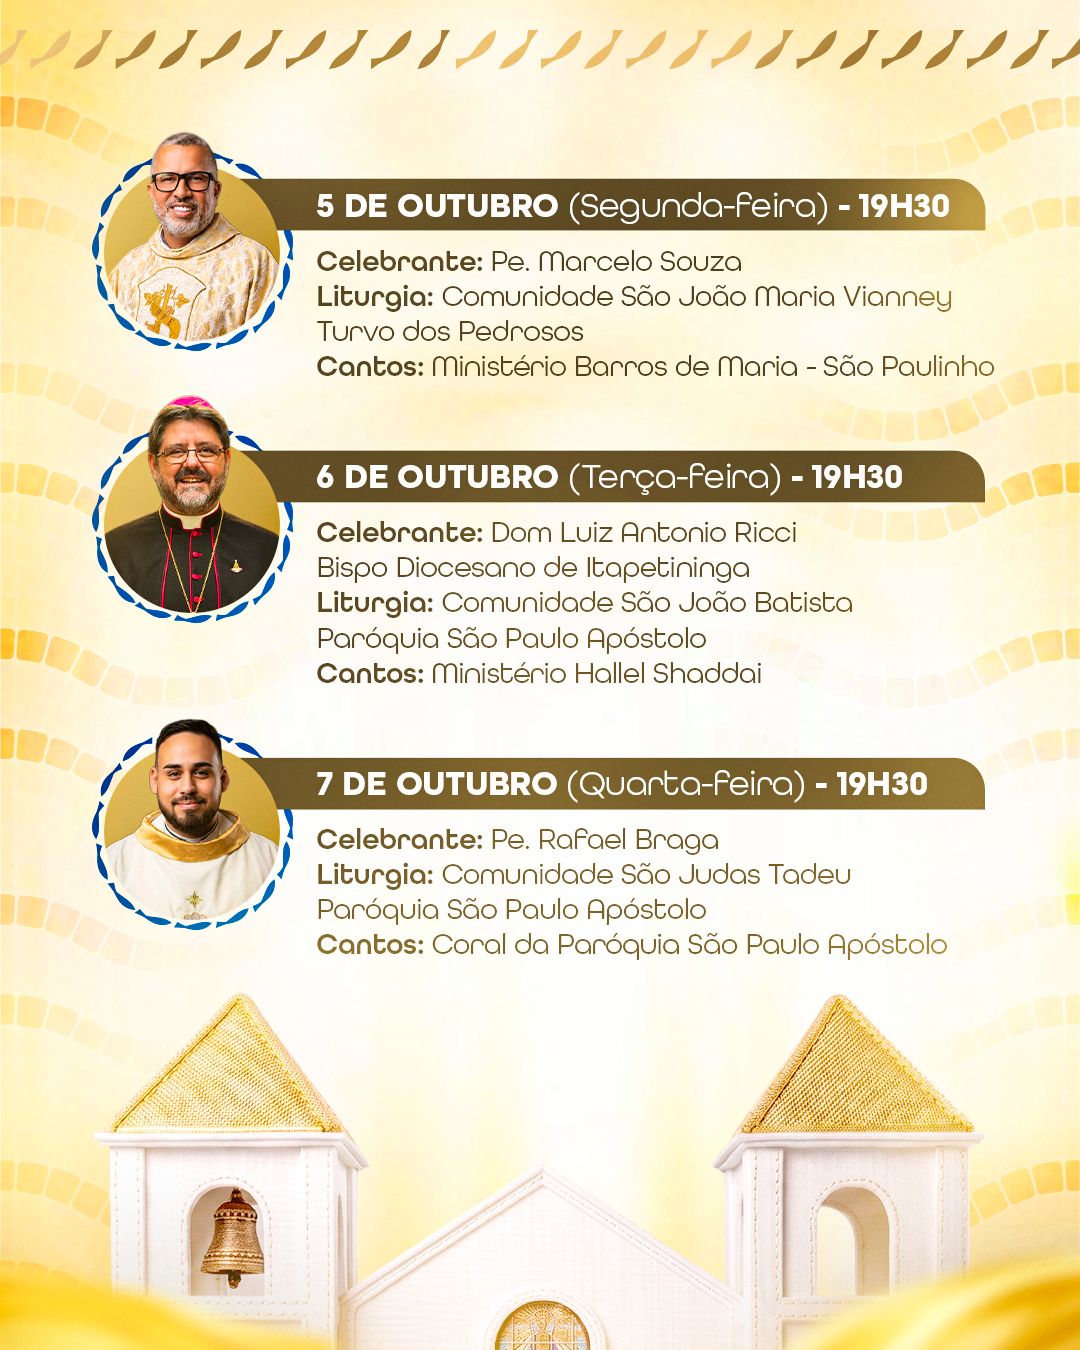 5 DE OUTUBRO (Segunda-feira) - 19H30
Celebrante: Pe. Marcelo Souza
Liturgia: Comunidade São João Maria Vianney
Turvo dos Pedrosos
Cantos: Ministério Barros de Maria - São Paulinho
6 DE OUTUBRO (Terça-feira) - 19H30
Celebrante: Dom Luiz Antonio Ricci
Bispo Diocesano de Itapetininga
Liturgia: Comunidade São João Batista
Paróquia São Paulo Apóstolo
Cantos: Ministério Hallel Shaddai
7 DE OUTUBRO (Quarta-feira) - 19H30
Celebrante: Pe. Rafael Braga
Liturgia: Comunidade São Judas Tadeu
Paróquia São Paulo Apóstolo
Cantos: Coral da Paróquia São Paulo Apóstolo